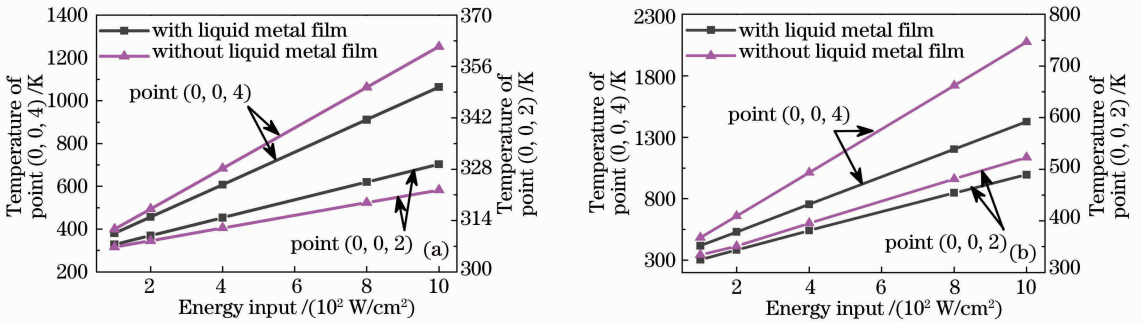 1400
1200
1000
800
600
400
200
370
356
342
328
314
300
2
4
6
8
10
with liquid metal film
without liquid metal film
point (0, 0, 4)
point (0, 0, 2)
(a)
Temperature of
point (0, 0, 4) /K
Temperature of
point (0, 0, 2) /K
Energy input /(10² W/cm²)
2300
1800
1300
800
300
800
700
600
500
400
300
2
4
6
8
10
with liquid metal film
without liquid metal film
point (0, 0, 4)
point (0, 0, 2)
(b)
Temperature of
point (0, 0, 4) /K
Temperature of
point (0, 0, 2) /K
Energy input /(10² W/cm²)